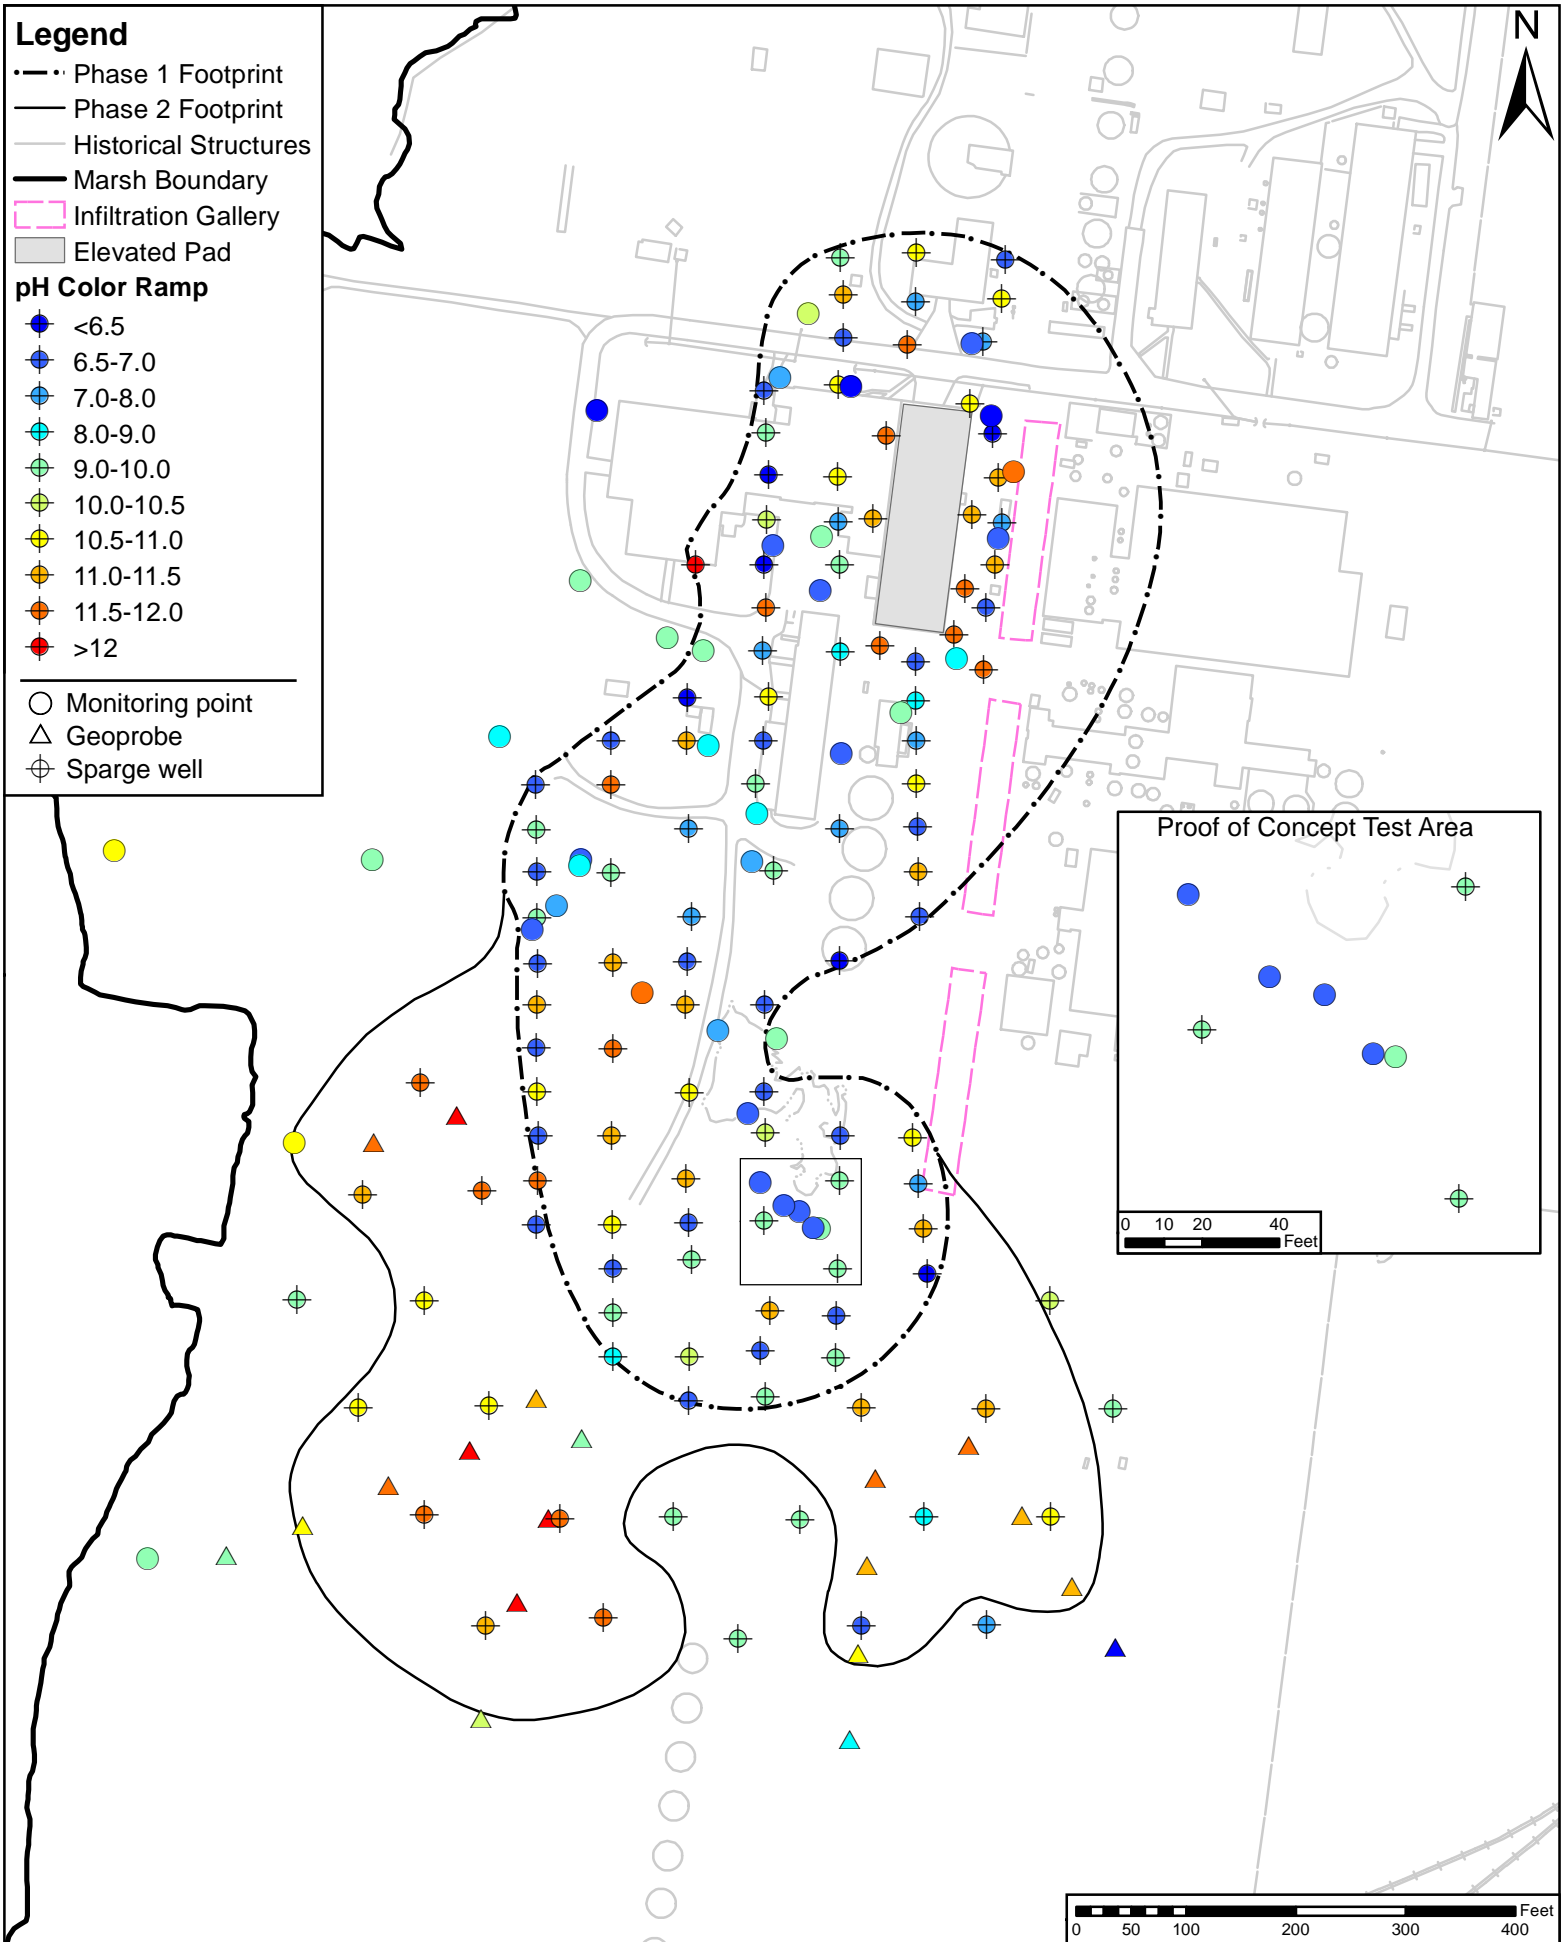 Legend
Phase 1 Footprint
Phase 2 Footprint
Historical Structures
Marsh Boundary
Infiltration Gallery
Elevated Pad
pH Color Ramp
<6.5
6.5-7.0
7.0-8.0
8.0-9.0
9.0-10.0
10.0-10.5
10.5-11.0
11.0-11.5
11.5-12.0
>12
Monitoring point
Geoprobe
Sparge well
N
Proof of Concept Test Area
0 10 20 40
Feet
Feet
0 50 100 200 300 400